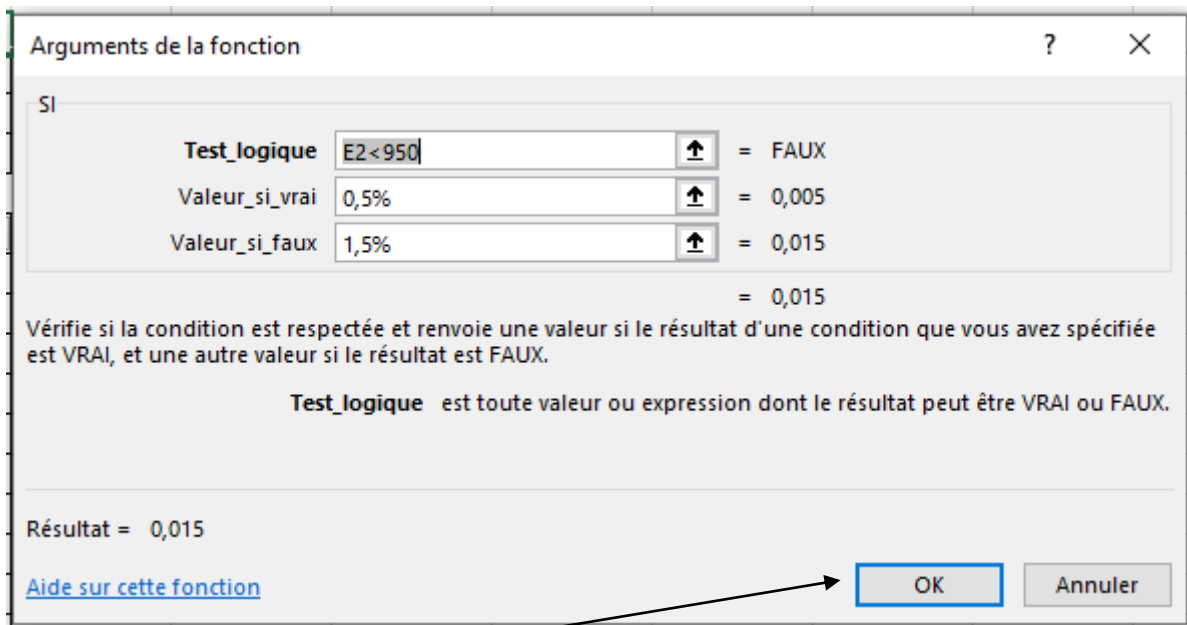 Arguments de la fonction ? ×
SI
Test_logique E2<950 = FAUX
Valeur_si_vrai 0,5% = 0,005
Valeur_si_faux 1,5% = 0,015
= 0,015
Vérifie si la condition est respectée et renvoie une valeur si le résultat d'une condition que vous avez spécifiée
est VRAI, et une autre valeur si le résultat est FAUX.
Test_logique est toute valeur ou expression dont le résultat peut être VRAI ou FAUX.
Résultat = 0,015
Aide sur cette fonction OK Annuler